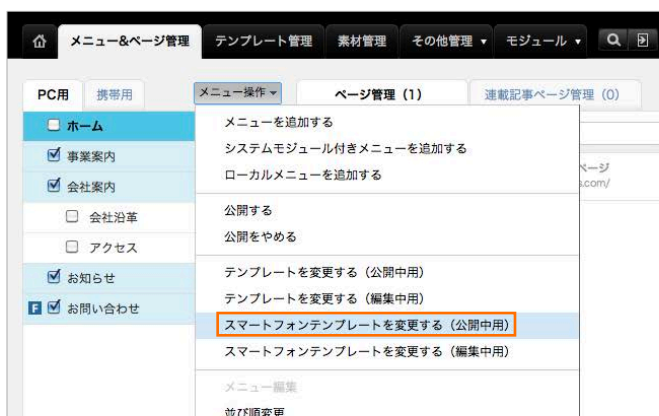 メニュー&ページ管理 テンプレート管理 素材管理 その他管理 ▼ モジュール ▼
PC用 携帯用 メニュー操作 ▼ ページ管理 (1) 連載記事ページ管理 (0)
ホーム
事業案内
会社案内
会社沿革
アクセス
お知らせ
F お問い合わせ
メニューを追加する
システムモジュール付きメニューを追加する
ローカルメニューを追加する
公開する
公開をやめる
テンプレートを変更する（公開中用）
テンプレートを変更する（編集中用）
スマートフォンテンプレートを変更する（公開中用）
スマートフォンテンプレートを変更する（編集中用）
メニュー編集
並び順変更
ページ
s.com/